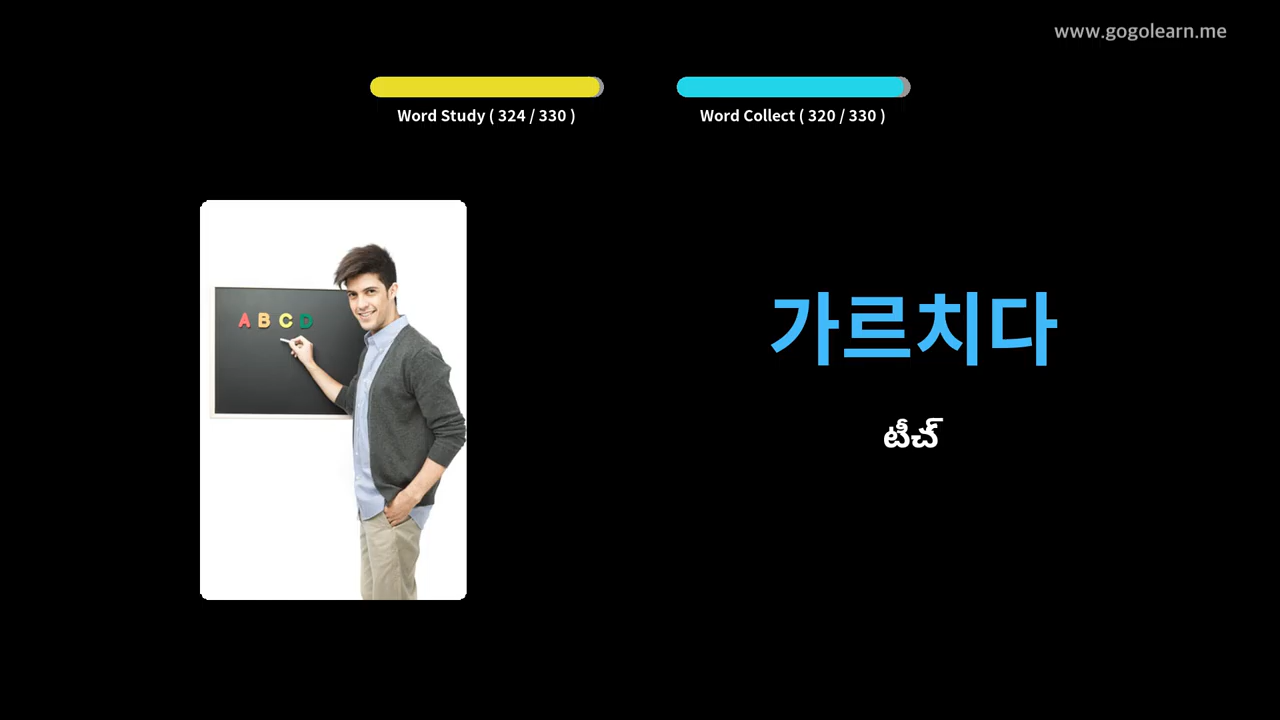 www.gogolearn.me
Word Study ( 324 / 330 )
Word Collect ( 320 / 330 )
A B C D
가르치다
టీచ్